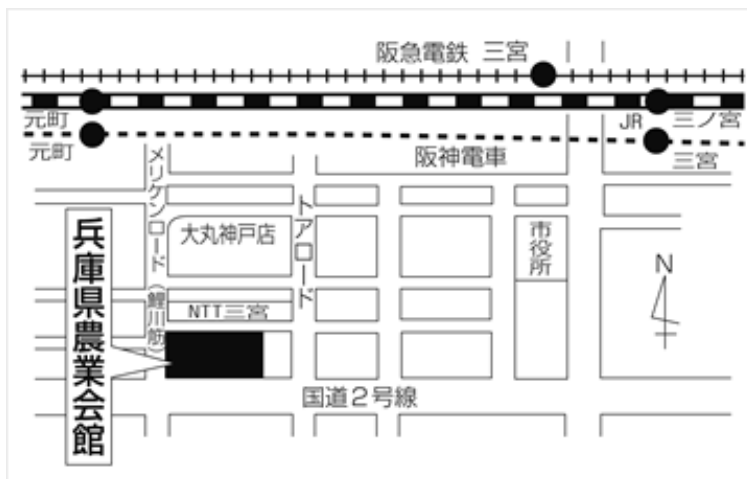 阪急電鉄 三宮
元町
JR 三ノ宮
元町
阪神電車
三宮
メリケンロード(鯉川筋)
大丸神戸店
トアロード
市役所
兵庫県農業会館
NTT三宮
N
国道2号線